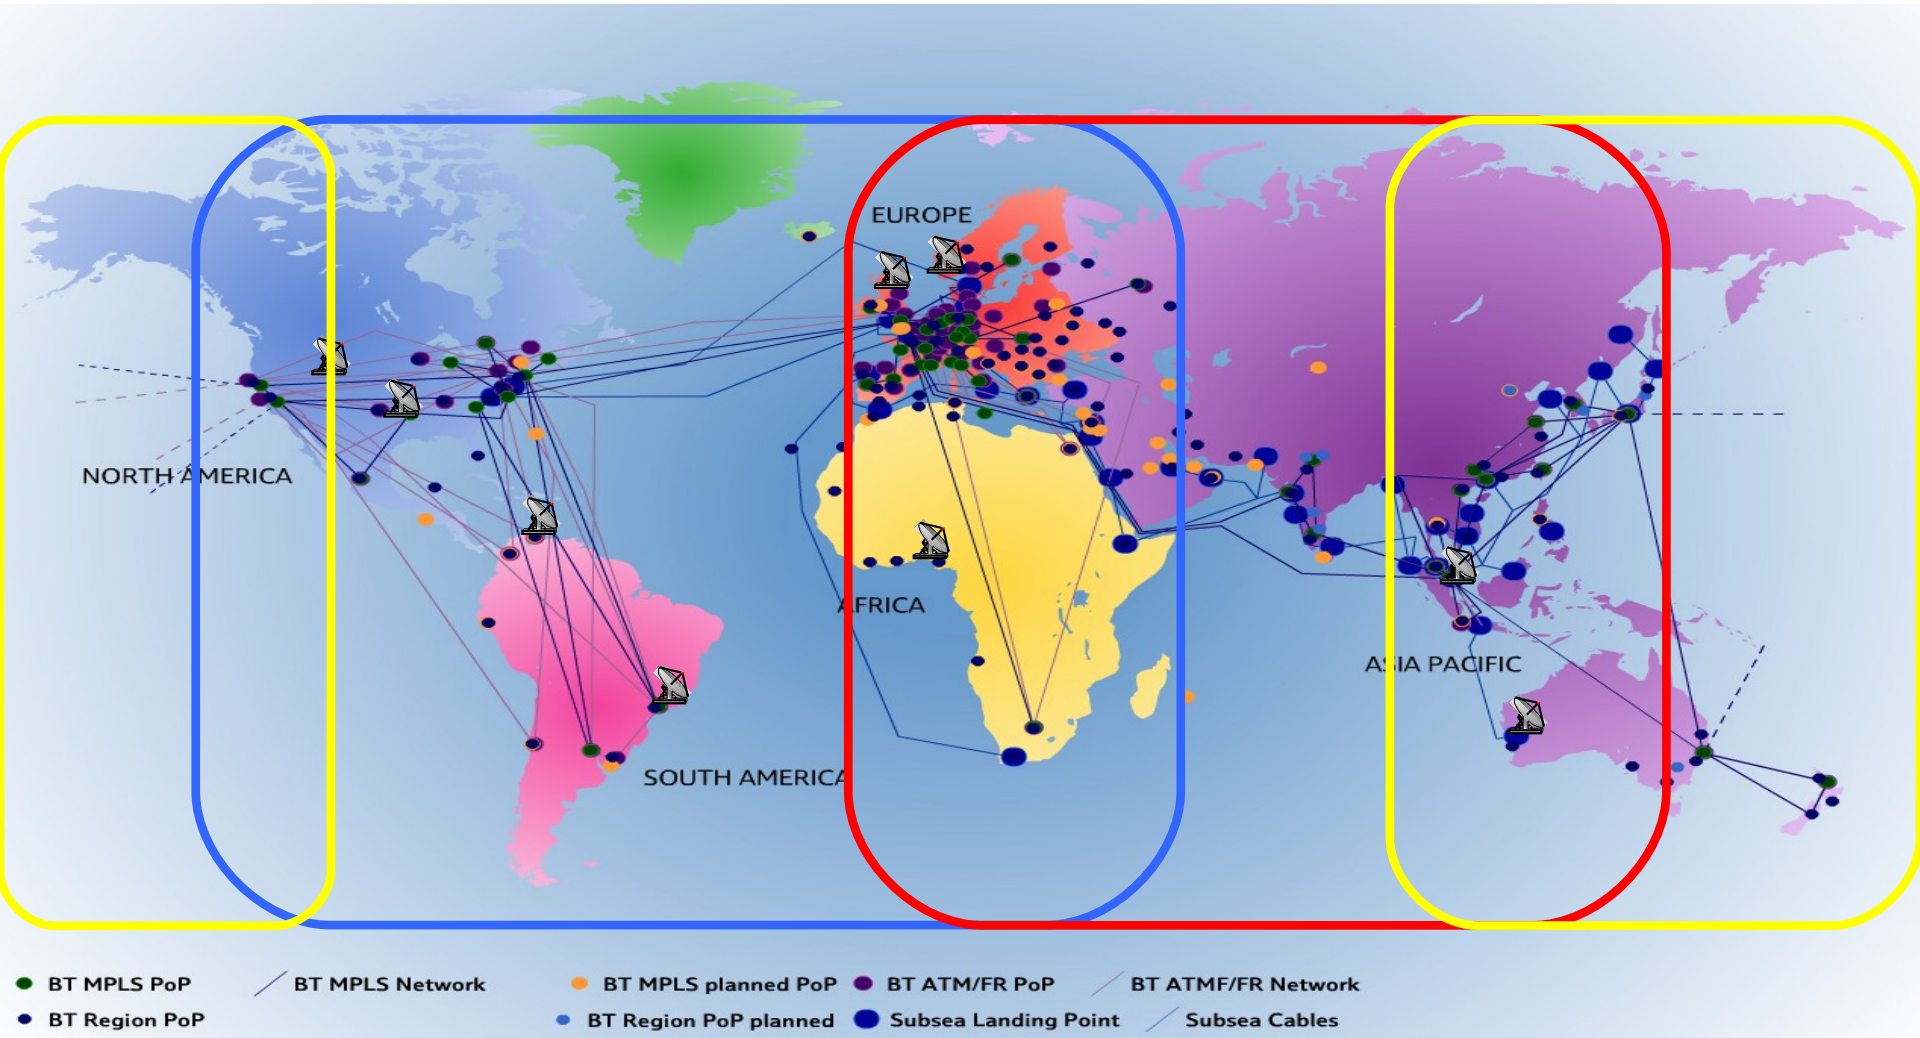 EUROPE
NORTH AMERICA
AFRICA
ASIA PACIFIC
SOUTH AMERICA
BT MPLS PoP
BT MPLS Network
BT MPLS planned PoP
BT ATM/FR PoP
BT ATMF/FR Network
BT Region PoP
BT Region PoP planned
Subsea Landing Point
Subsea Cables